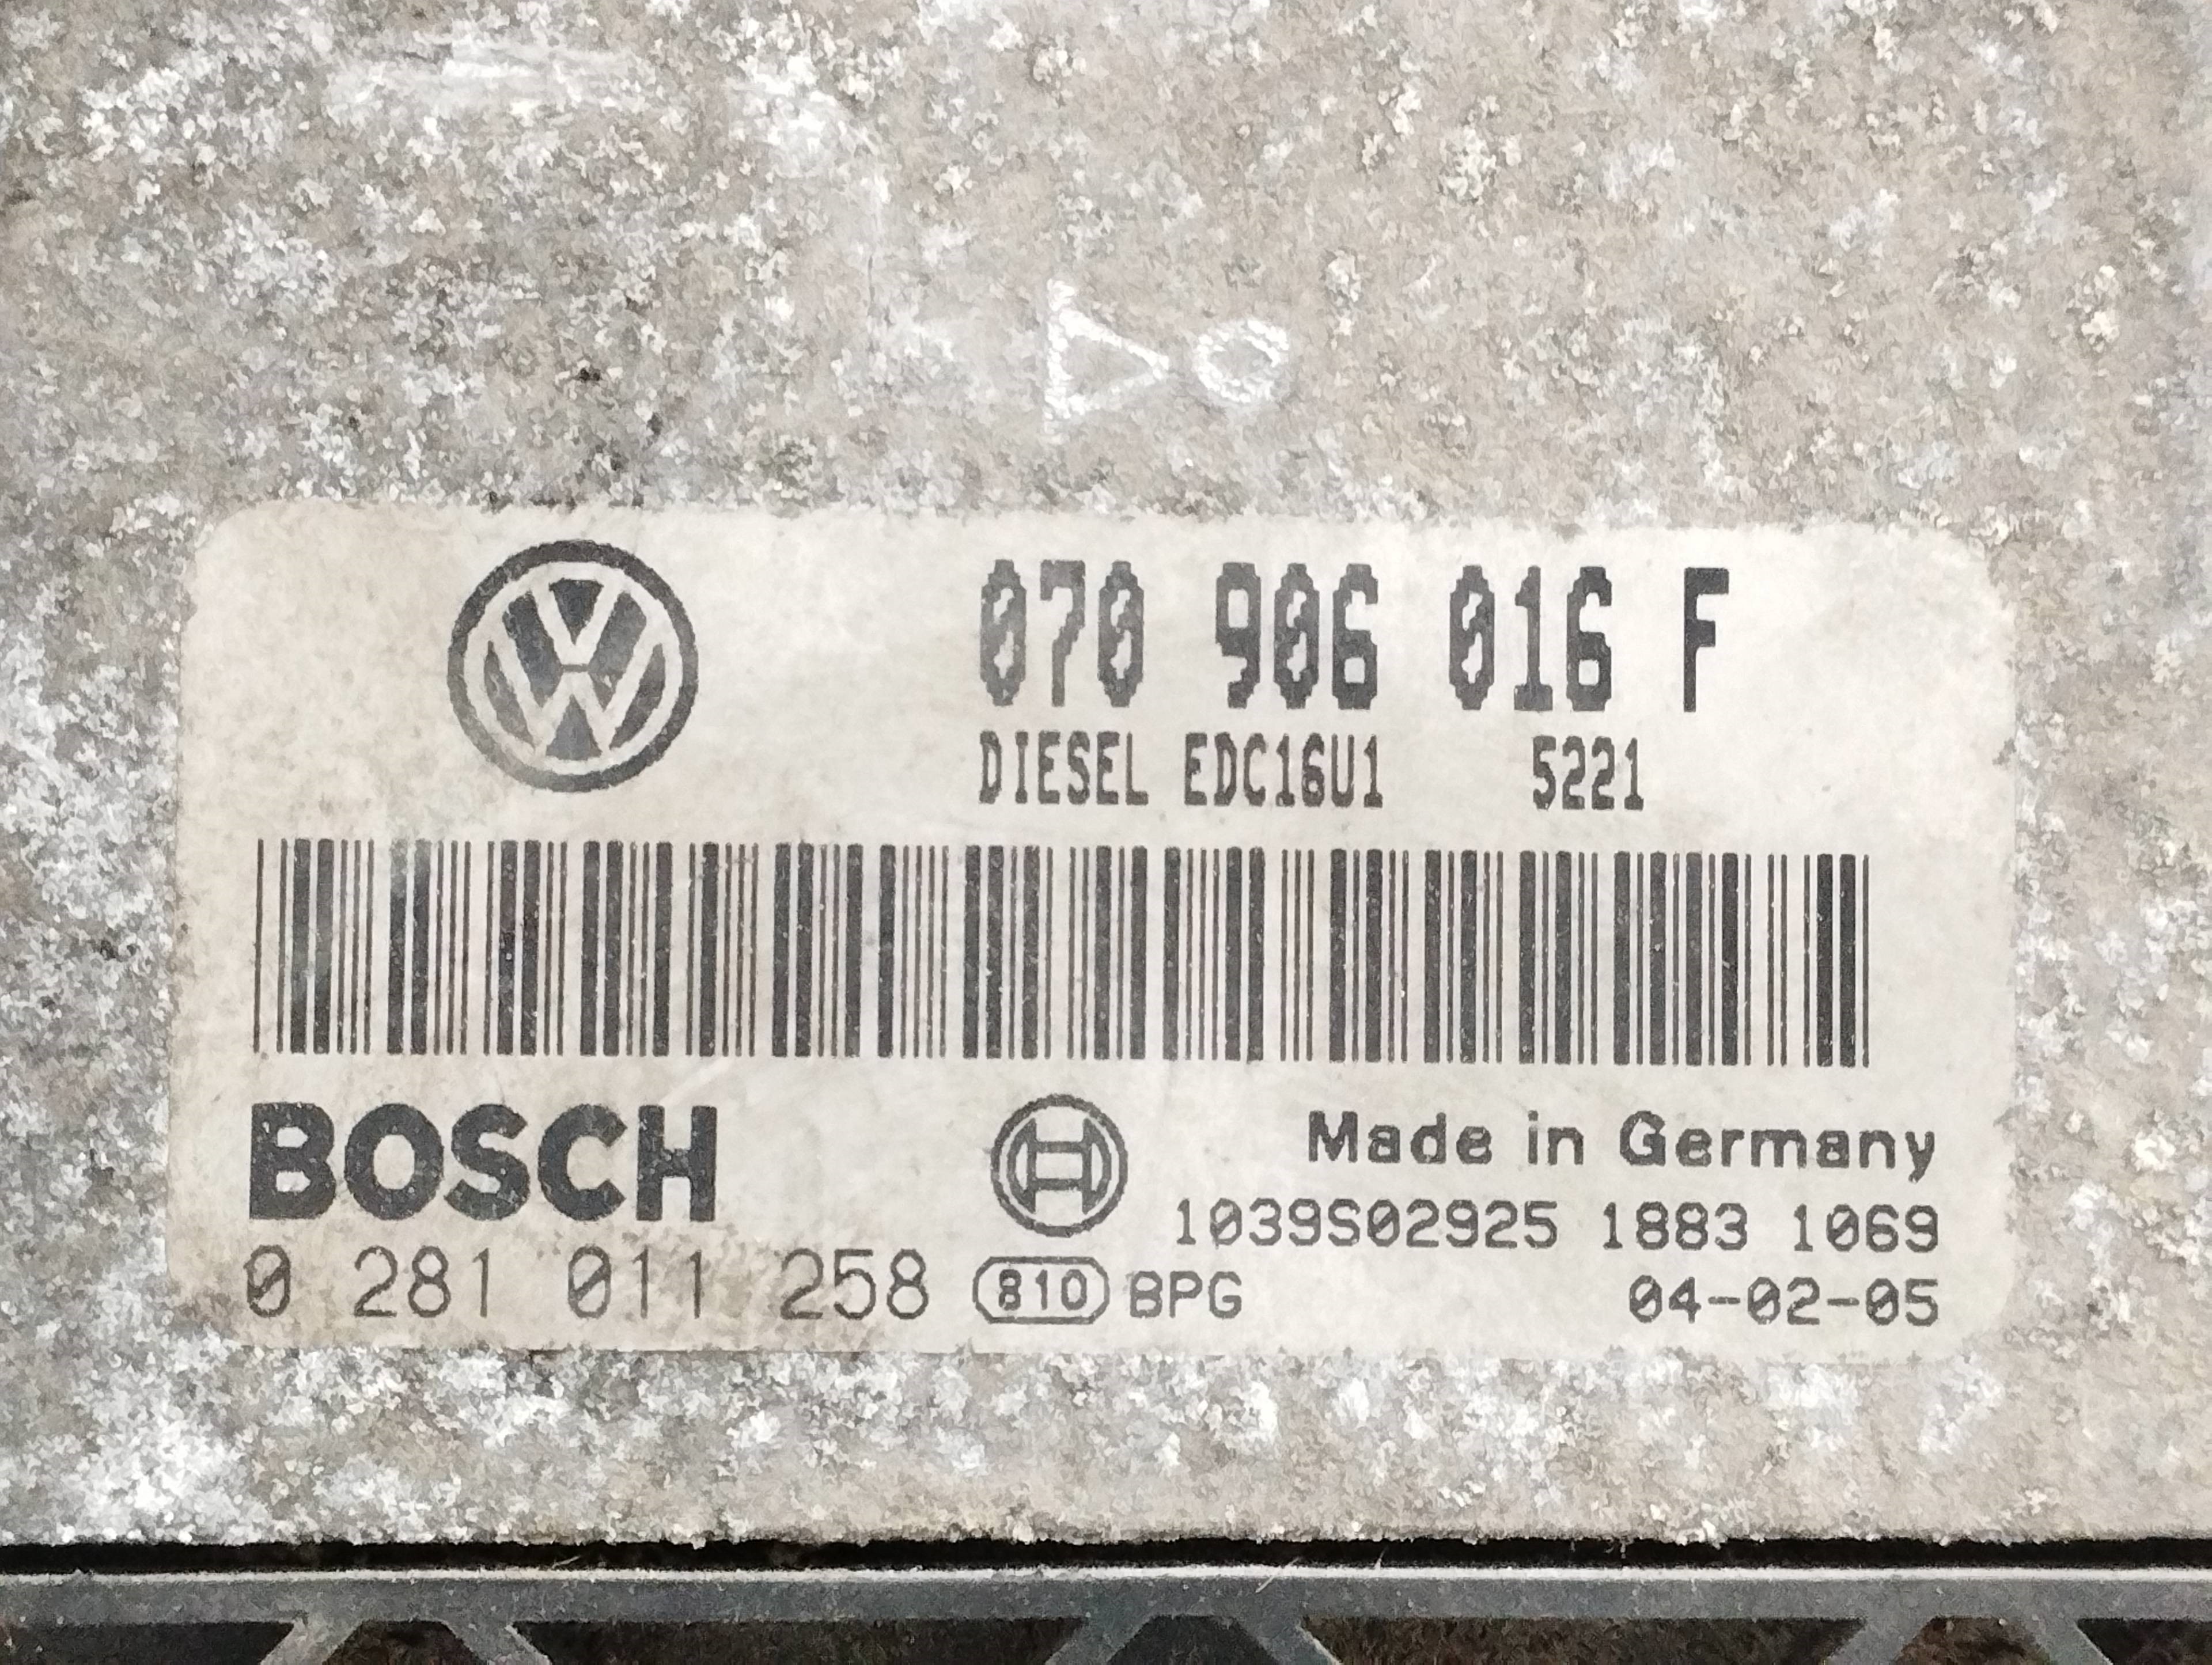 070 906 016 F
DIESEL EDC16U1 5221
BOSCH
Made in Germany
1039S02925 1883 1069
0 281 011 258 810 BPG 04-02-05